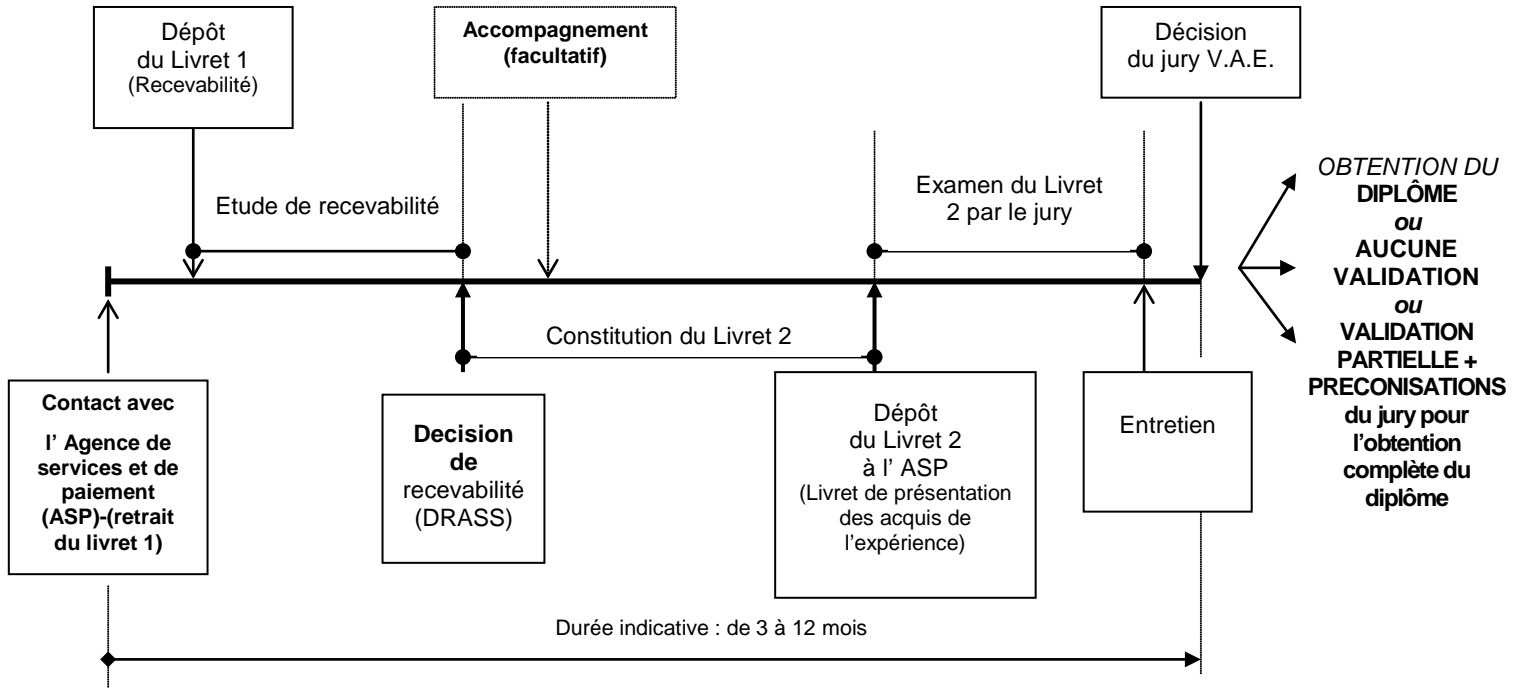 Dépôt
du Livret 1
(Recevabilité)
Accompagnement
(facultatif)
Décision
du jury V.A.E.
Etude de recevabilité
Examen du Livret
2 par le jury
OBTENTION DU
DIPLÔME
ou
AUCUNE
VALIDATION
ou
VALIDATION
PARTIELLE +
PRECONISATIONS
du jury pour
l'obtention
complète du
diplôme
Constitution du Livret 2
Contact avec
l' Agence de
services et de
paiement
(ASP)-(retrait
du livret 1)
Decision
de
recevabilité
(DRASS)
Dépôt
du Livret 2
à l' ASP
(Livret de présentation
des acquis de
l'expérience)
Entretien
Durée indicative : de 3 à 12 mois